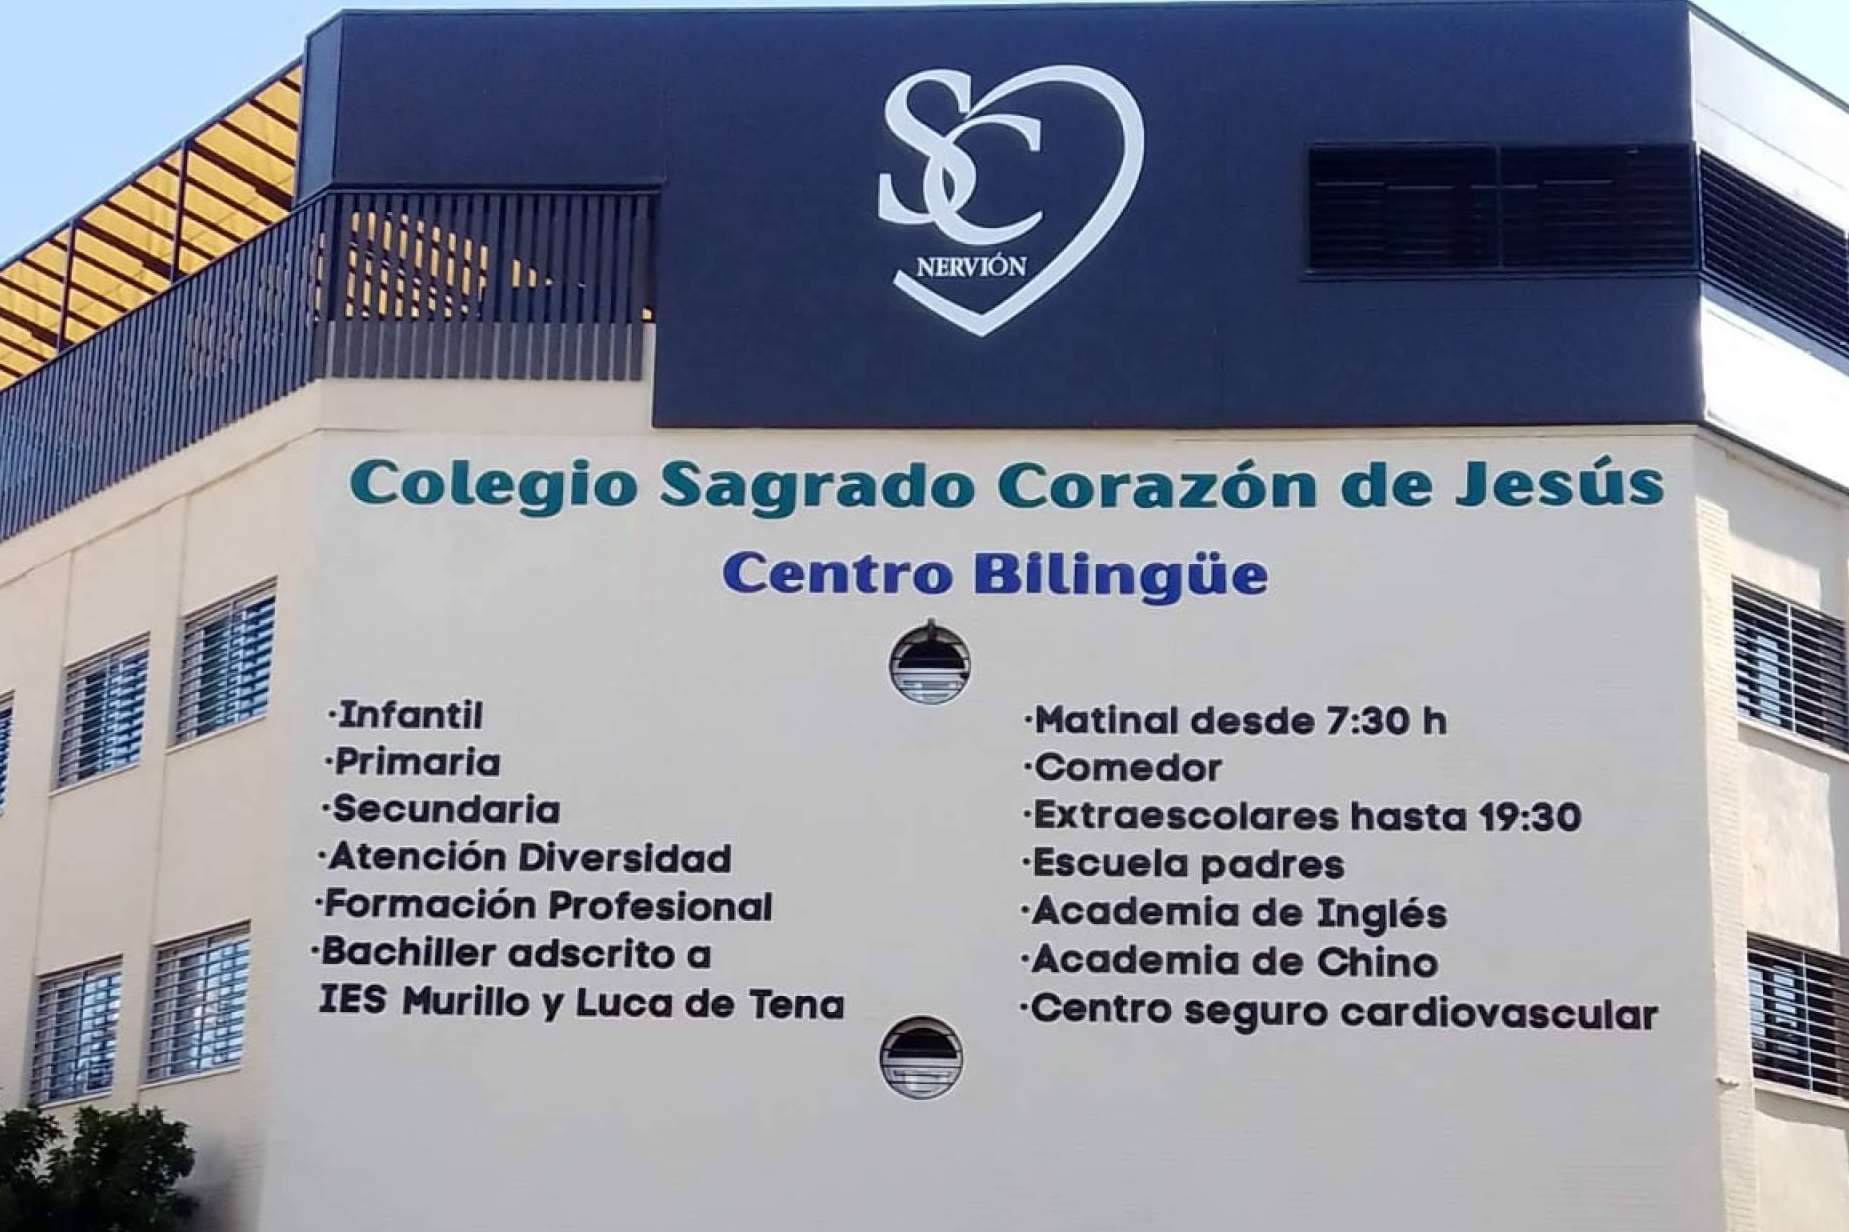 SC
NERVIÓN
Colegio Sagrado Corazón de Jesús
Centro Bilingüe
·Infantil
·Primaria
·Secundaria
·Atención Diversidad
·Formación Profesional
·Bachiller adscrito a
IES Murillo y Luca de Tena
·Matinal desde 7:30 h
·Comedor
·Extraescolares hasta 19:30
·Escuela padres
·Academia de Inglés
·Academia de Chino
·Centro seguro cardiovascular